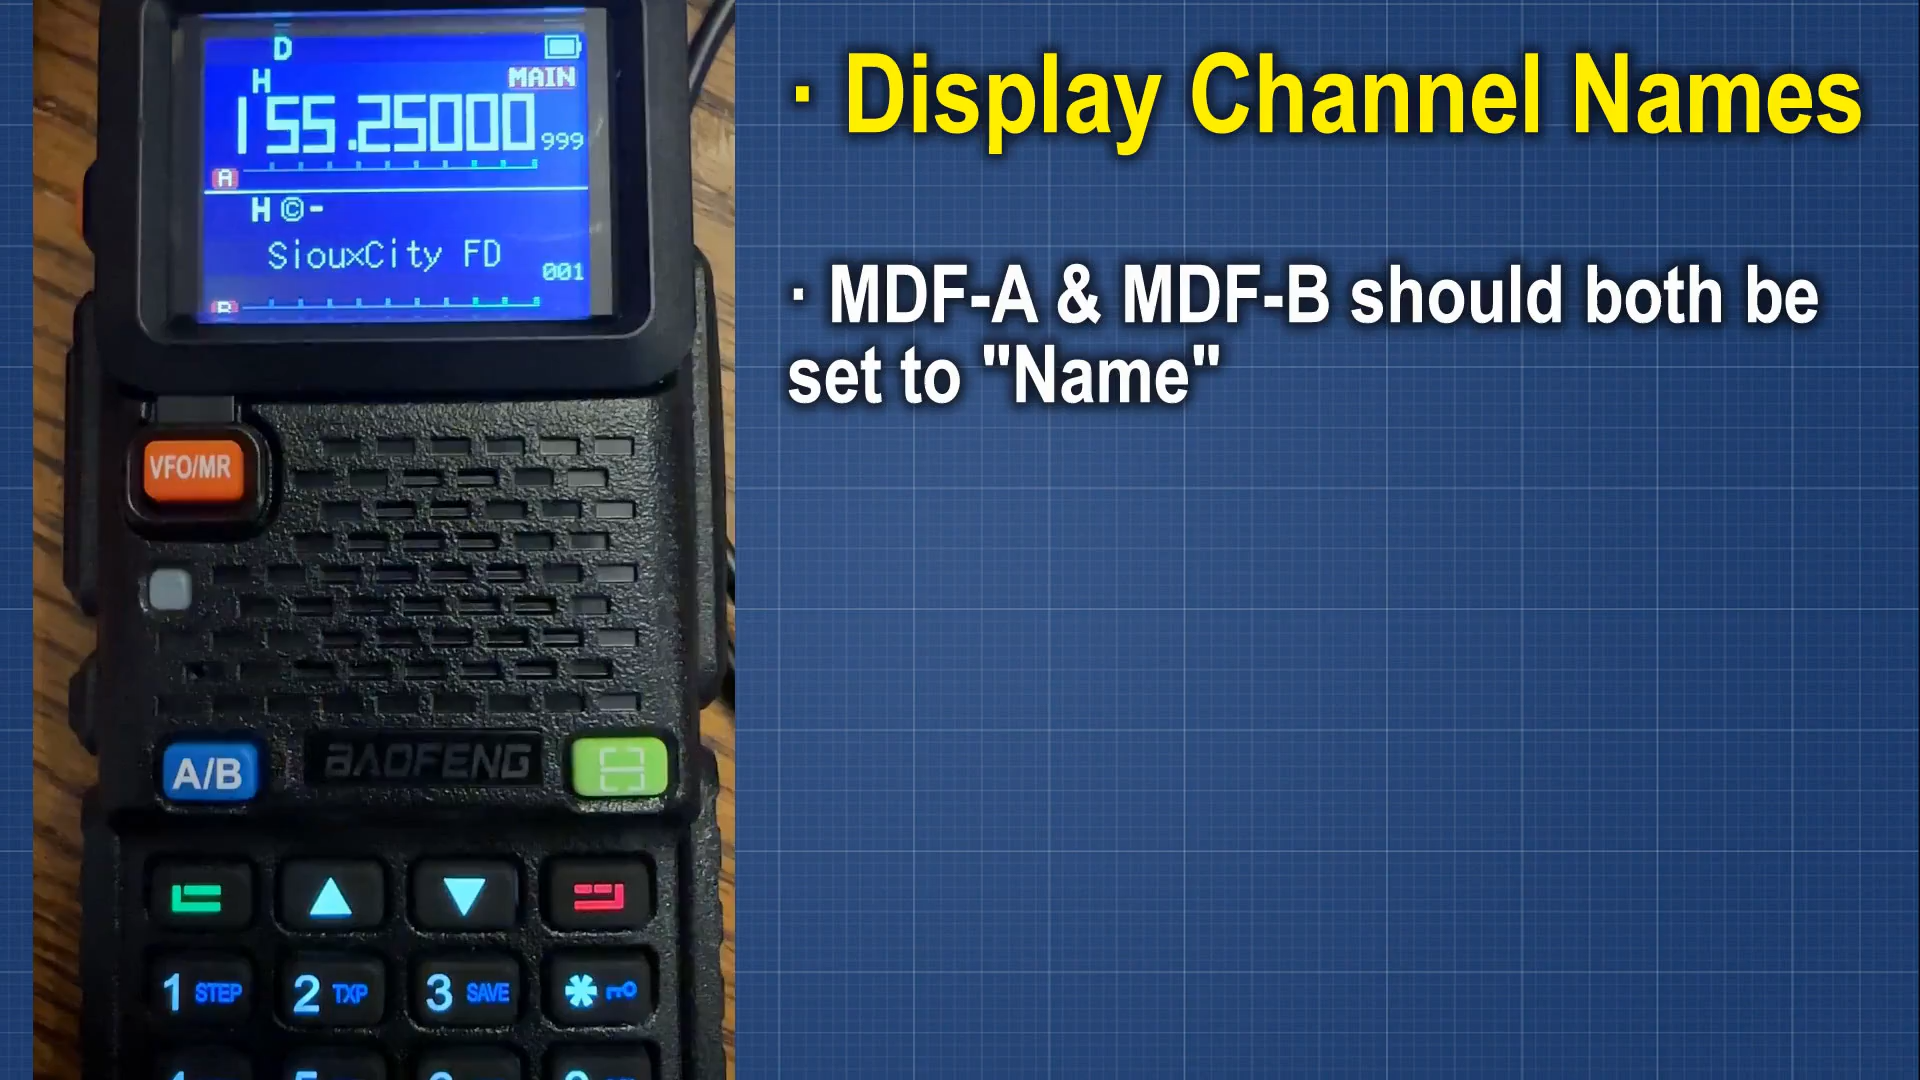 D
H
MAIN
155.25000
999
A
H ©-
SiouxCity FD
001
B
VFO/MR
A/B
BAOFENG
1 STEP
2 TXP
3 SAVE
*
· Display Channel Names
· MDF-A & MDF-B should both be
set to "Name"